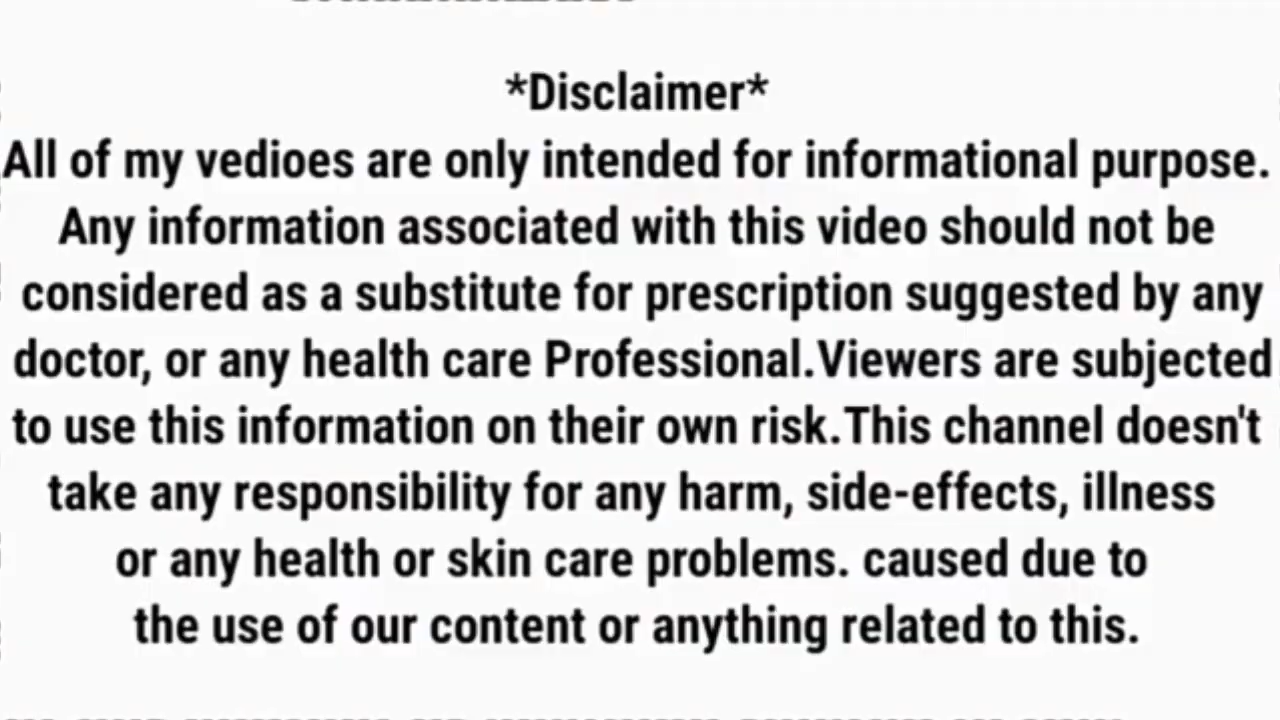 *Disclaimer*
All of my vedioes are only intended for informational purpose.
Any information associated with this video should not be
considered as a substitute for prescription suggested by any
doctor, or any health care Professional.Viewers are subjected
to use this information on their own risk.This channel doesn't
take any responsibility for any harm, side-effects, illness
or any health or skin care problems. caused due to
the use of our content or anything related to this.